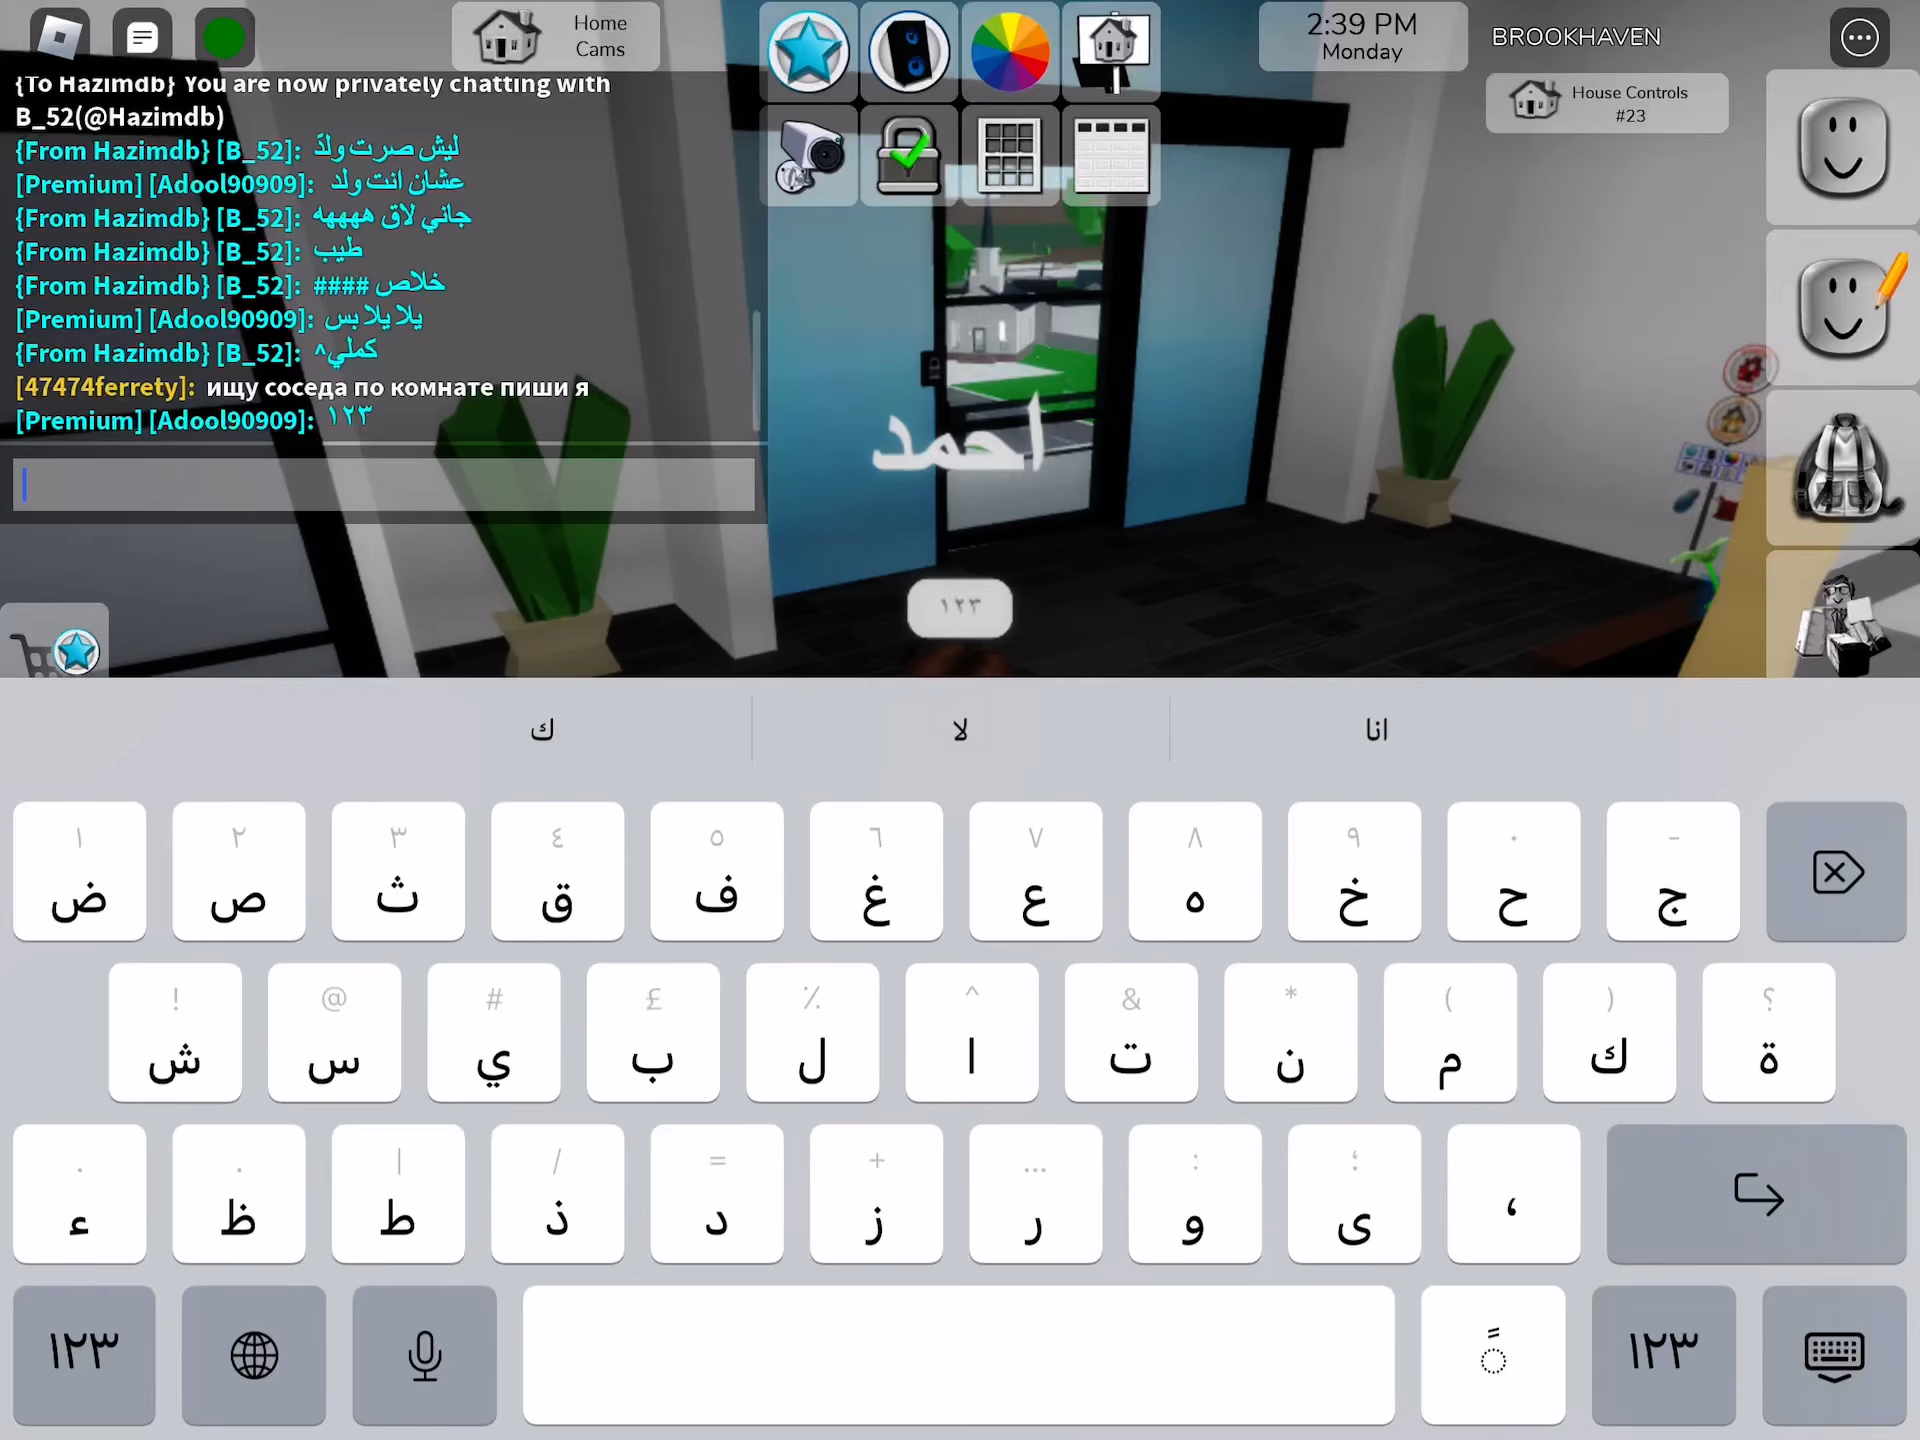 Home
Cams
2:39 PM
Monday
BROOKHAVEN
House Controls
#23
{To Hazimdb} You are now privately chatting with
B_52(@Hazimdb)
{From Hazimdb} [B_52]: ليش صرت ولدً
[Premium] [Adool90909]: عشان انت ولد
{From Hazimdb} [B_52]: جاني لاق ههههه
{From Hazimdb} [B_52]: طيب
{From Hazimdb} [B_52]: خلاص ####
[Premium] [Adool90909]: يلا يلا بس
{From Hazimdb} [B_52]: كملي^
[47474ferrety]: ищу соседа по комнате пиши я
[Premium] [Adool90909]: ١٢٣
احمد
١٢٣
ك لا انا
١ ٢ ٣ ٤ ٥ ٦ ٧ ٨ ٩ ٠ -
ض ص ث ق ف غ ع ه خ ح ج
! @ # £ ٪ ^ & * ( ) ؟
ش س ي ب ل ا ت ن م ك ة
. . | / = + ... : ؛
ء ظ ط ذ د ز ر و ى ،
١٢٣ ١٢٣